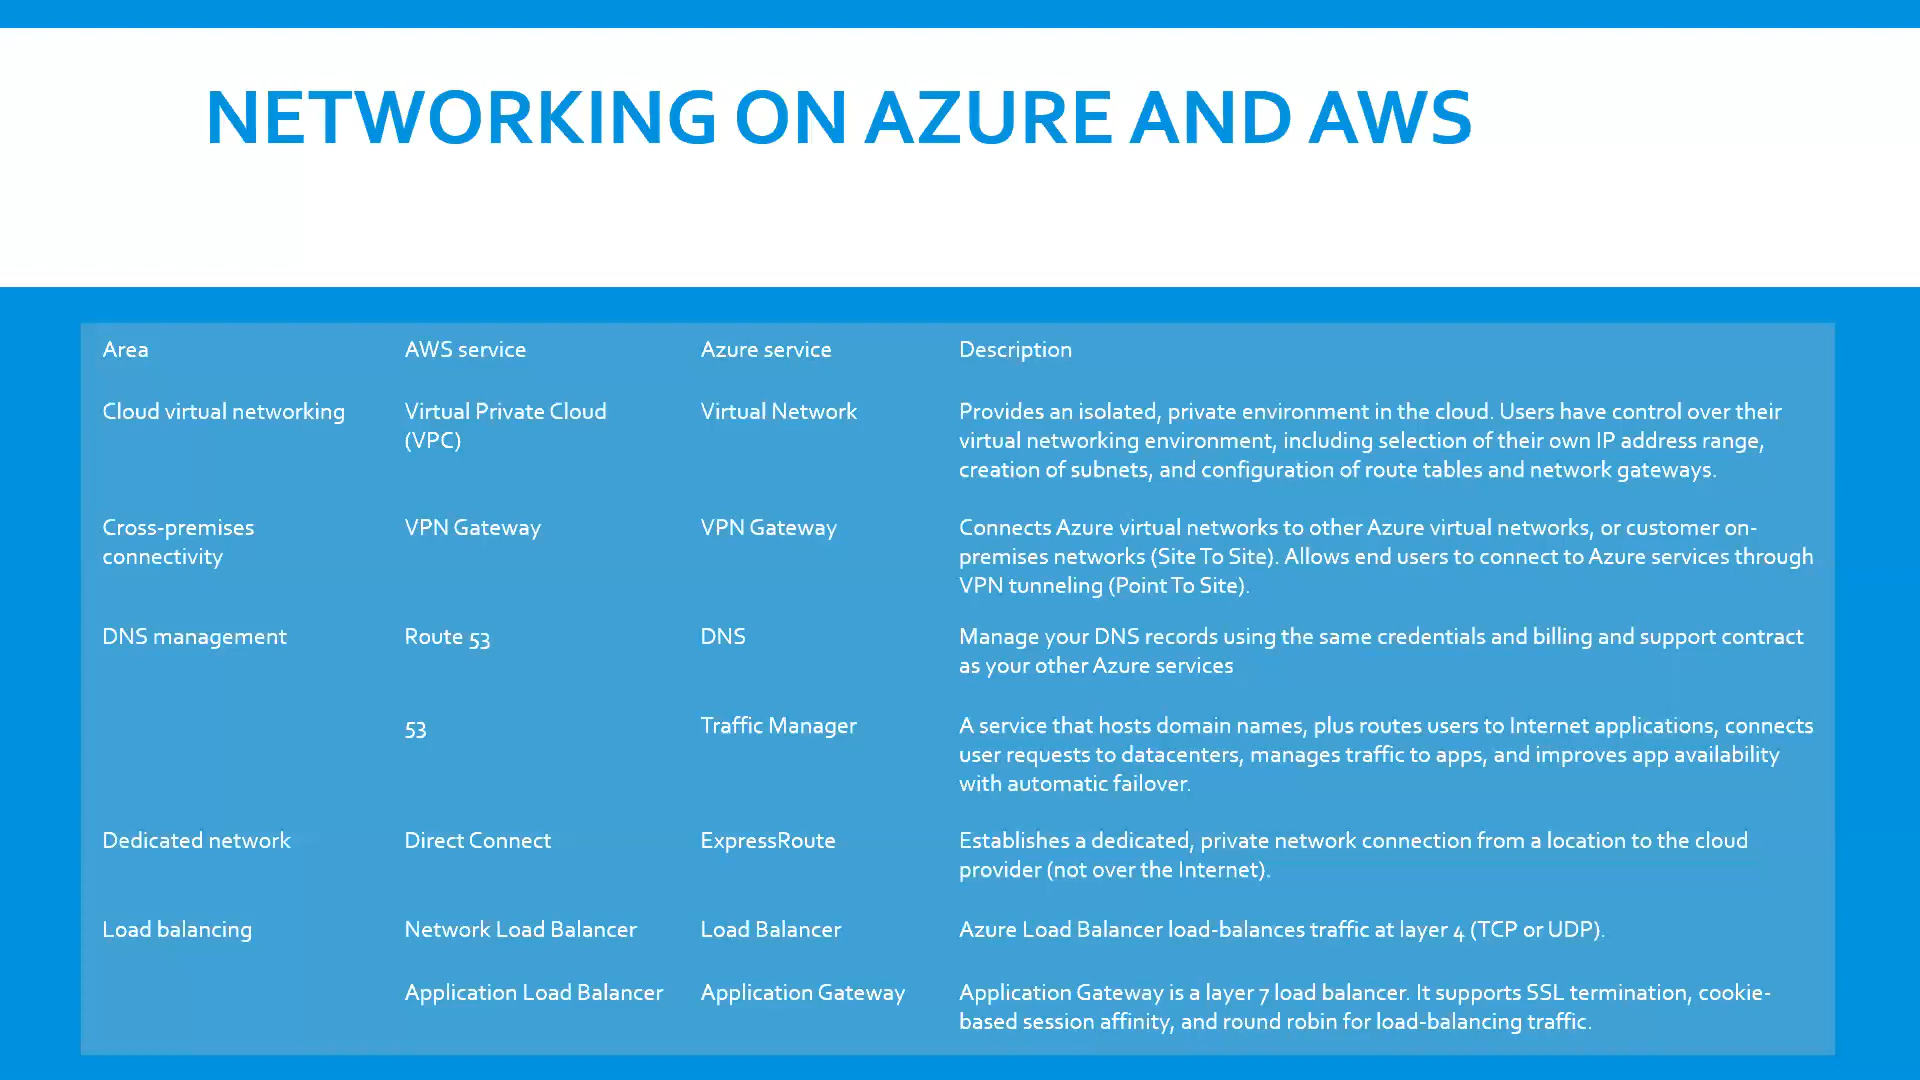 NETWORKING ON AZURE AND AWS
Area AWS service Azure service Description
Cloud virtual networking Virtual Private Cloud Virtual Network Provides an isolated, private environment in the cloud. Users have control over their
(VPC) virtual networking environment, including selection of their own IP address range,
creation of subnets, and configuration of route tables and network gateways.
Cross-premises VPN Gateway VPN Gateway Connects Azure virtual networks to other Azure virtual networks, or customer on-
connectivity premises networks (Site To Site). Allows end users to connect to Azure services through
VPN tunneling (Point To Site).
DNS management Route 53 DNS Manage your DNS records using the same credentials and billing and support contract
as your other Azure services
53 Traffic Manager A service that hosts domain names, plus routes users to Internet applications, connects
user requests to datacenters, manages traffic to apps, and improves app availability
with automatic failover.
Dedicated network Direct Connect ExpressRoute Establishes a dedicated, private network connection from a location to the cloud
provider (not over the Internet).
Load balancing Network Load Balancer Load Balancer Azure Load Balancer load-balances traffic at layer 4 (TCP or UDP).
Application Load Balancer Application Gateway Application Gateway is a layer 7 load balancer. It supports SSL termination, cookie-
based session affinity, and round robin for load-balancing traffic.